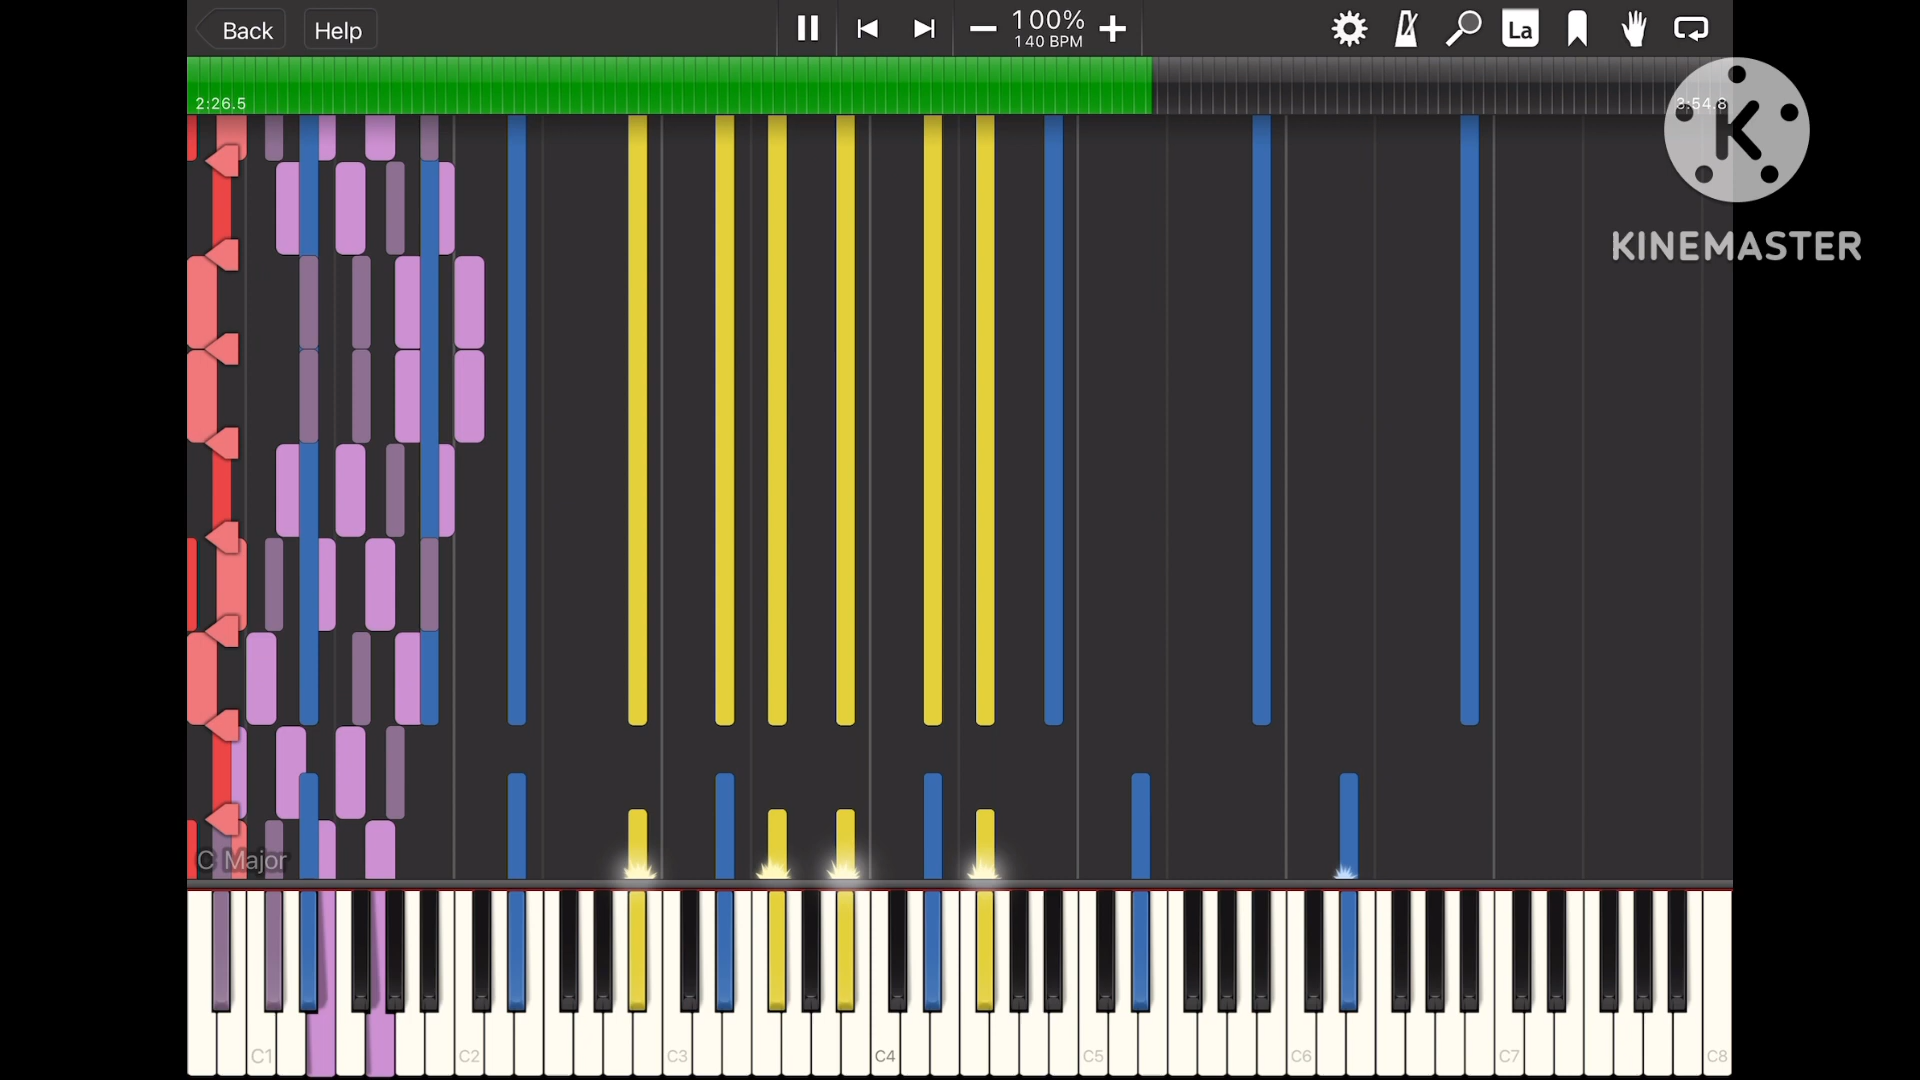 Back
Help
100%
140 BPM
La
2:26.5
3:54.8
K
KINEMASTER
C Major
C1
C2
C3
C4
C5
C6
C7
C8